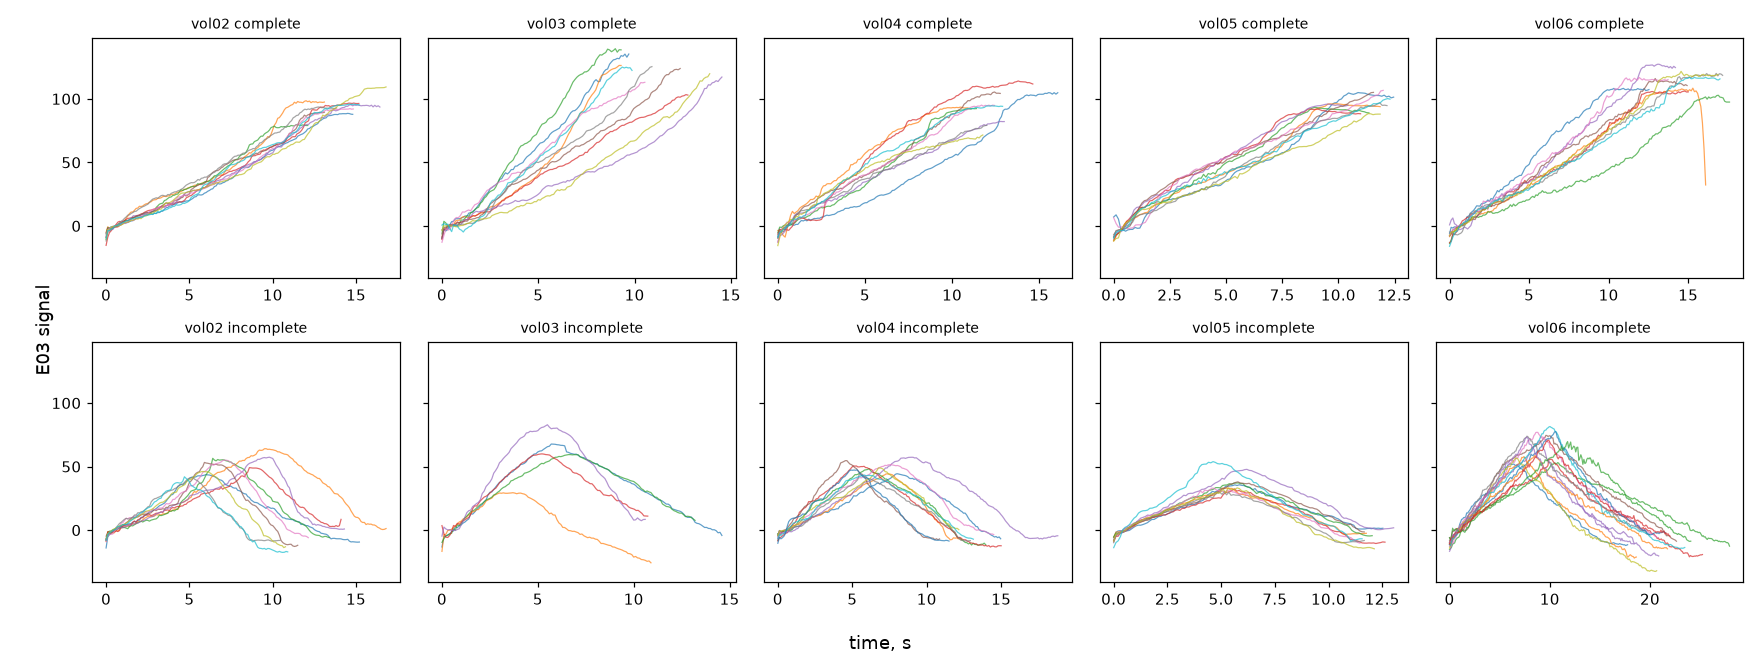 vol02 complete vol03 complete vol04 complete vol05 complete vol06 complete
100
50
0
0 5 10 15 0 5 10 15 0 5 10 15 0.0 2.5 5.0 7.5 10.0 12.5 0 5 10 15
E03 signal
vol02 incomplete vol03 incomplete vol04 incomplete vol05 incomplete vol06 incomplete
100
50
0
0 5 10 15 0 5 10 15 0 5 10 15 0.0 2.5 5.0 7.5 10.0 12.5 0 10 20
time, s